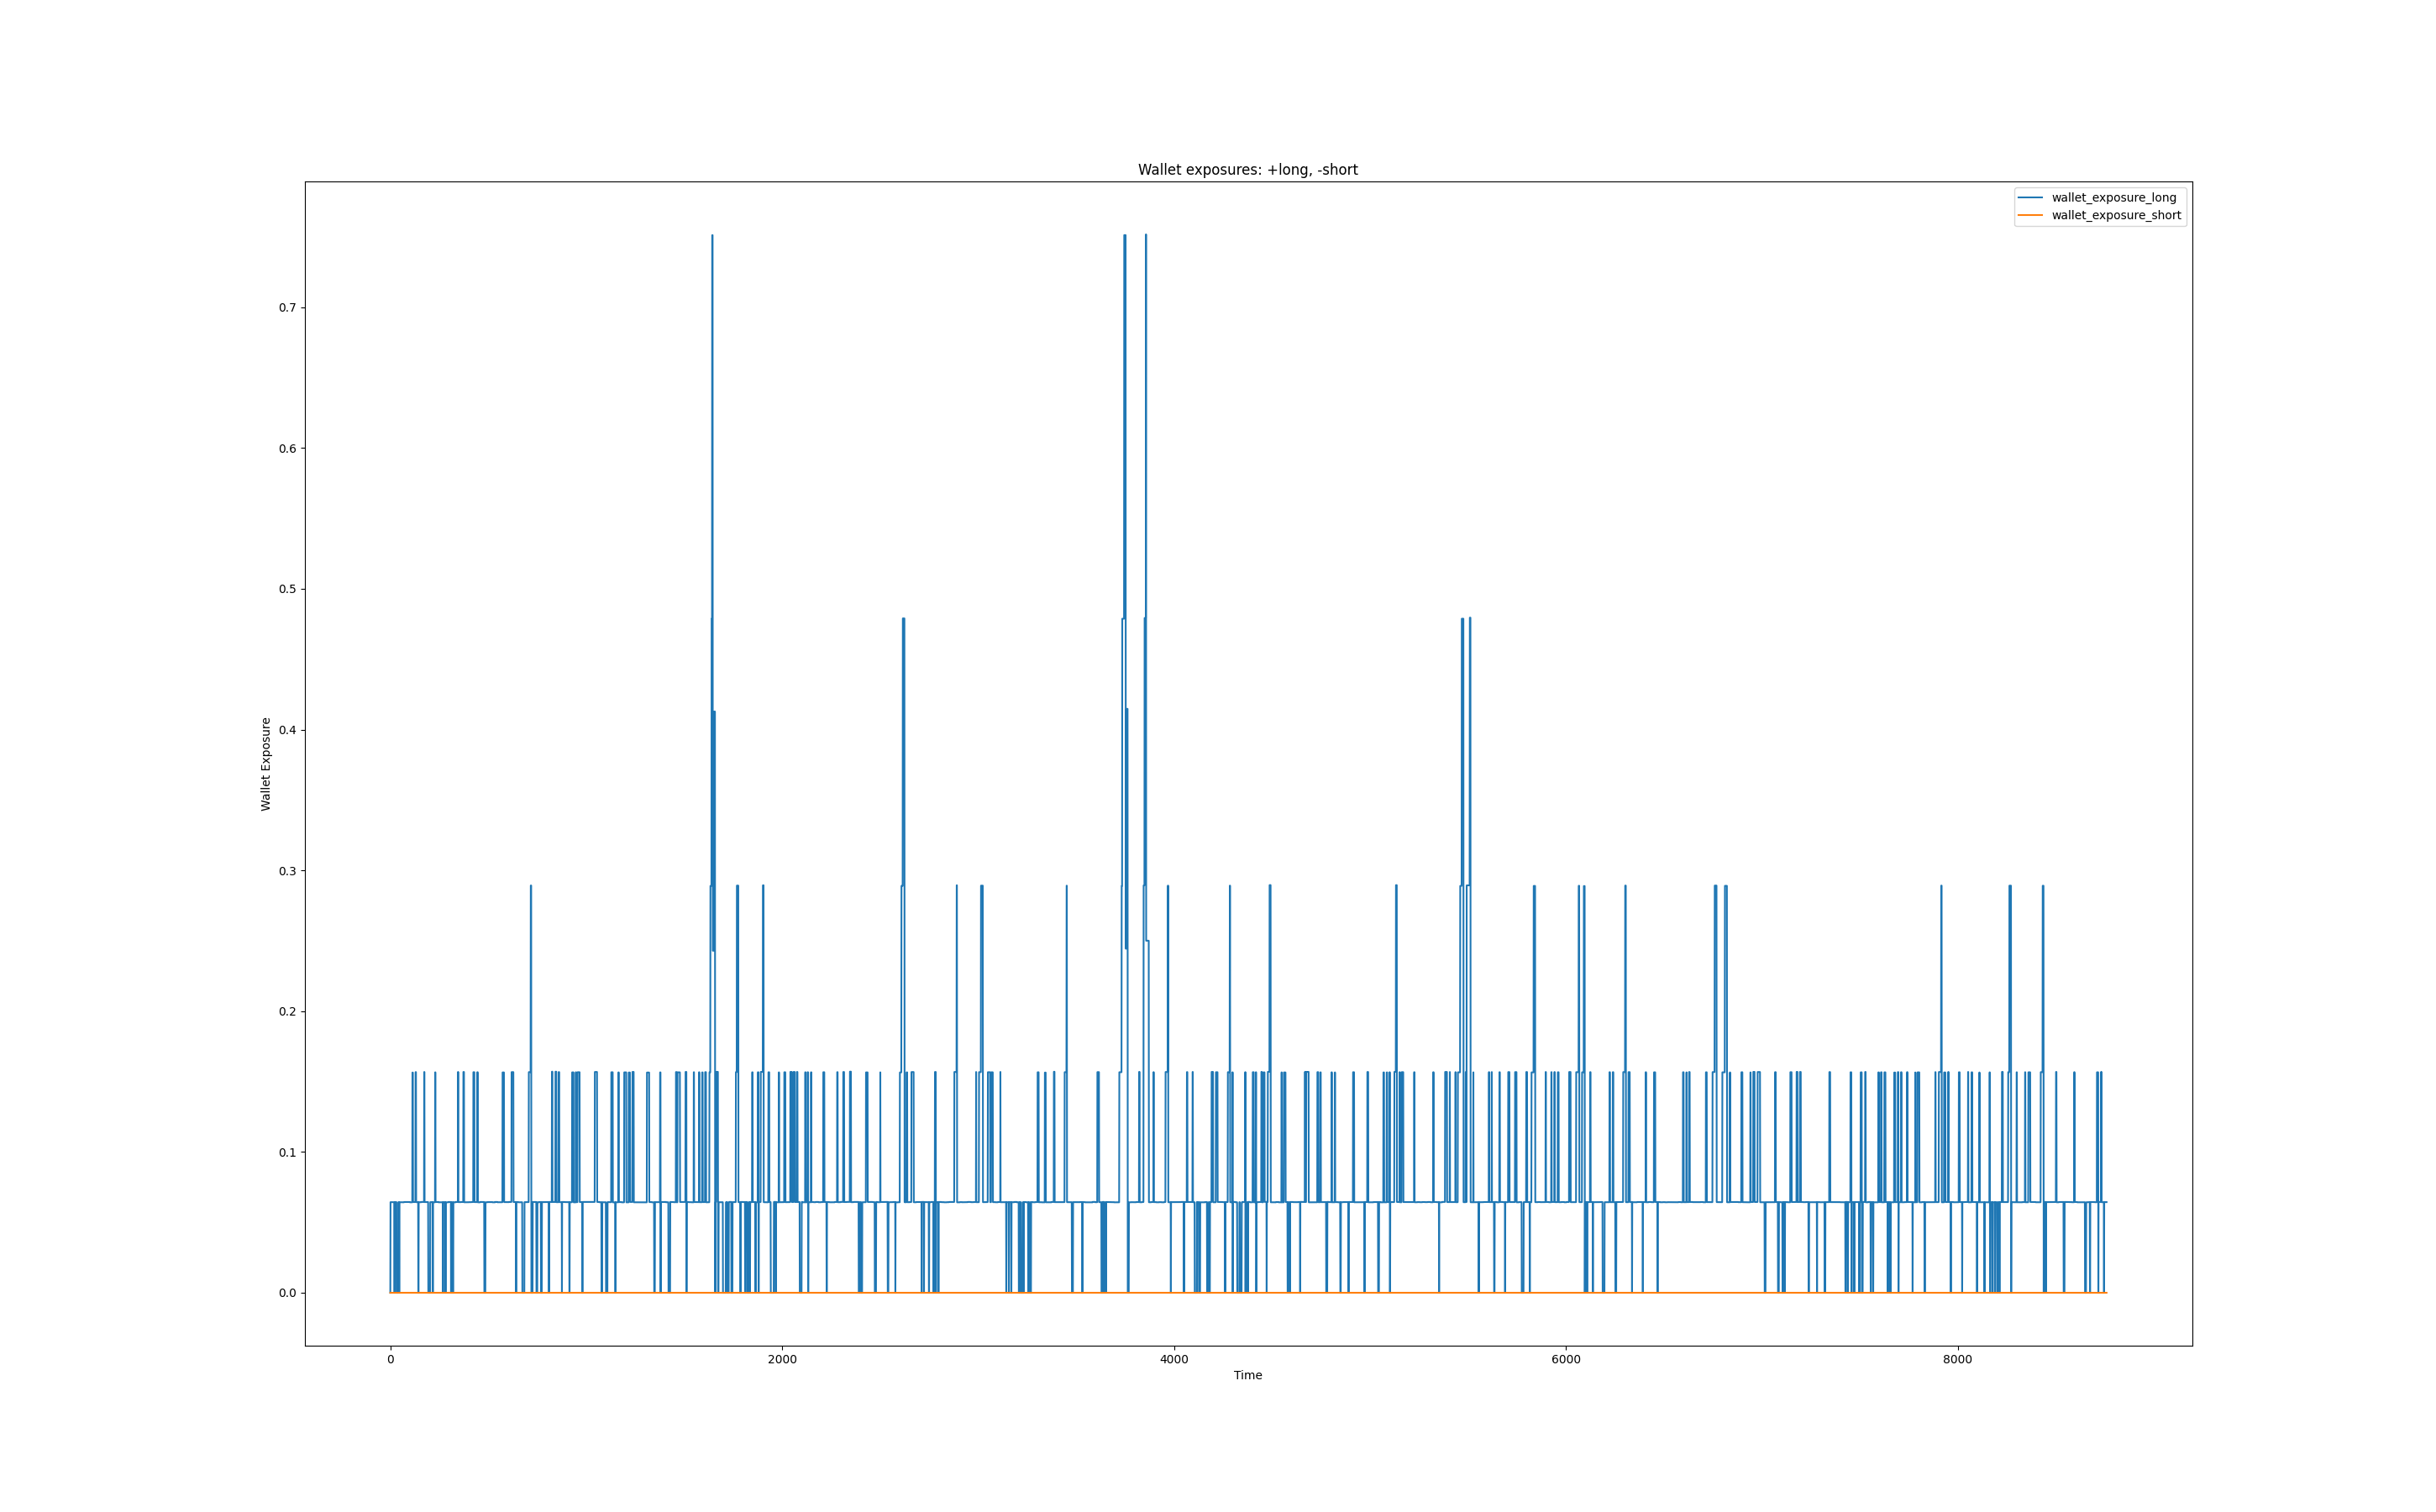 Wallet exposures: +long, -short
wallet_exposure_long
wallet_exposure_short
0.7
0.6
0.5
0.4
0.3
0.2
0.1
0.0
Wallet Exposure
0 2000 4000 6000 8000
Time